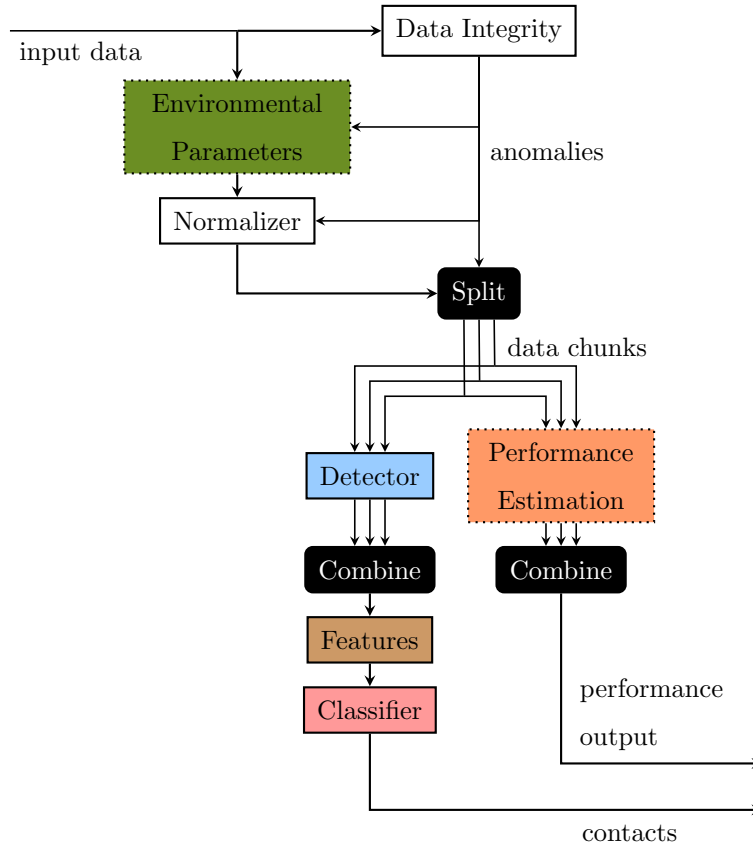 Data Integrity
input data
Environmental
Parameters
anomalies
Normalizer
Split
data chunks
Detector
Performance
Estimation
Combine
Combine
Features
Classifier
performance
output
contacts